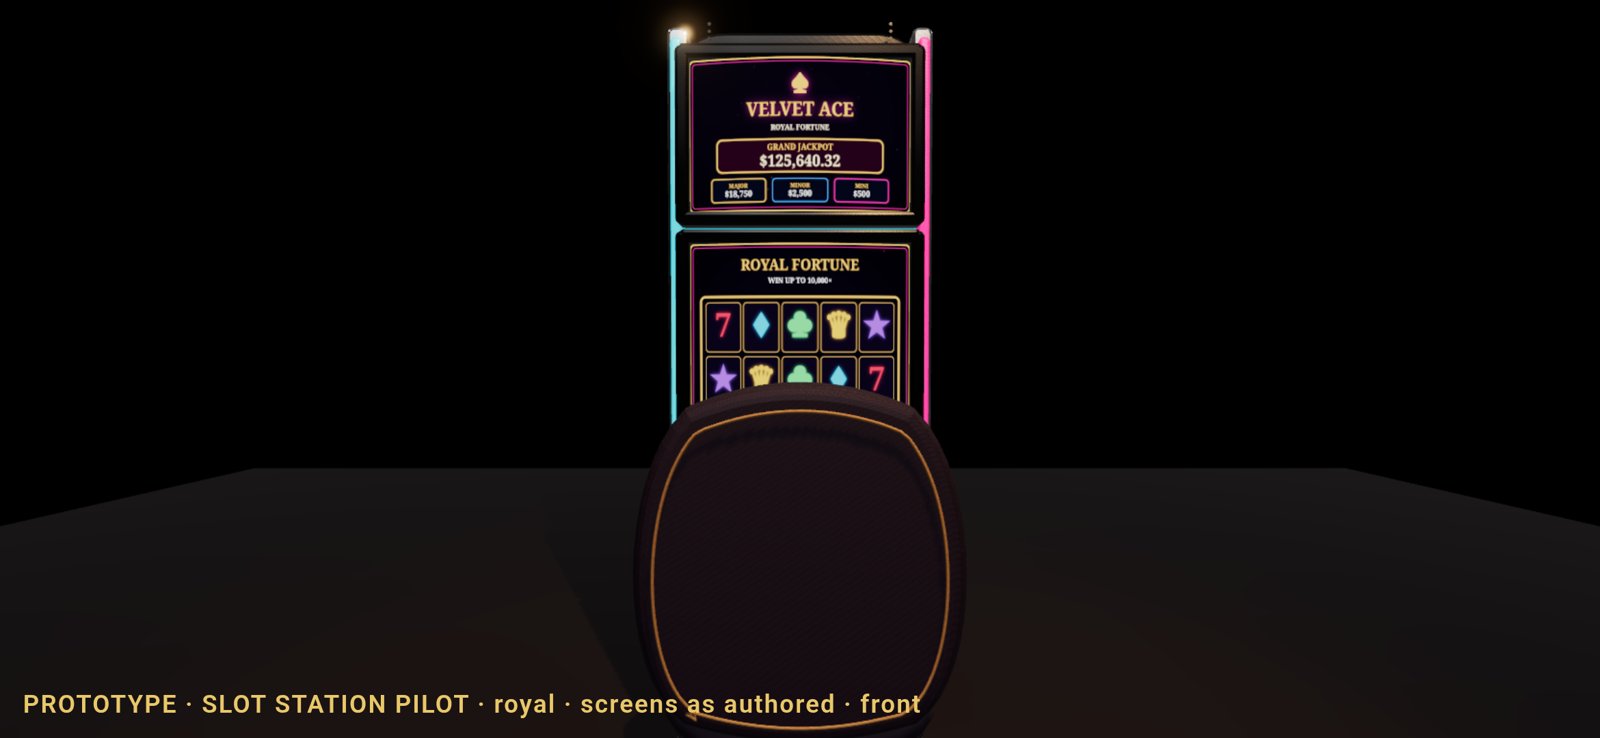 VELVET ACE
ROYAL FORTUNE
GRAND JACKPOT
$125,640.32
MAJOR MINOR MINI
$18,750 $2,500 $500
ROYAL FORTUNE
WIN UP TO 10,000×
7
7
PROTOTYPE · SLOT STATION PILOT · royal · screens as authored · front